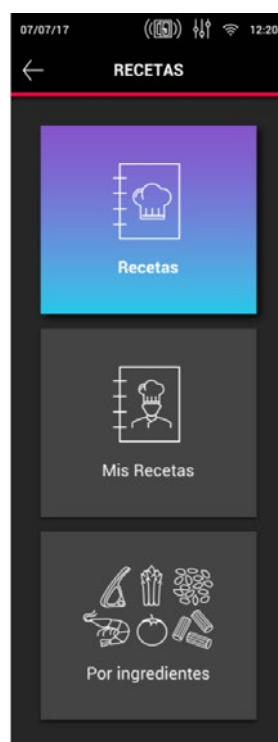 07/07/17 12:20
RECETAS
Recetas
Mis Recetas
Por ingredientes